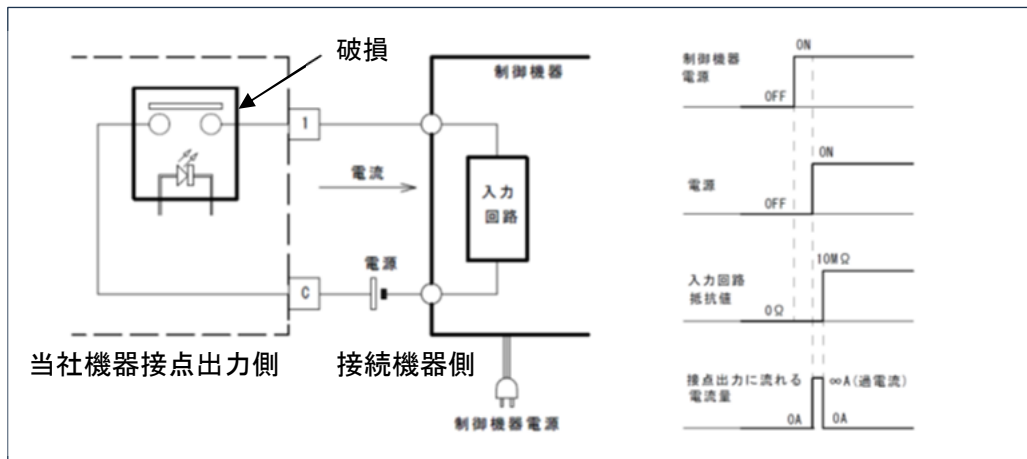 破損
制御機器
1
電流
入力
回路
電源
C
当社機器接点出力側
接続機器側
制御機器電源
制御機器
電源
ON
OFF
電源
ON
OFF
入力回路
抵抗値
10MΩ
0Ω
接点出力に流れる
電流量
∞A(過電流)
0A
0A